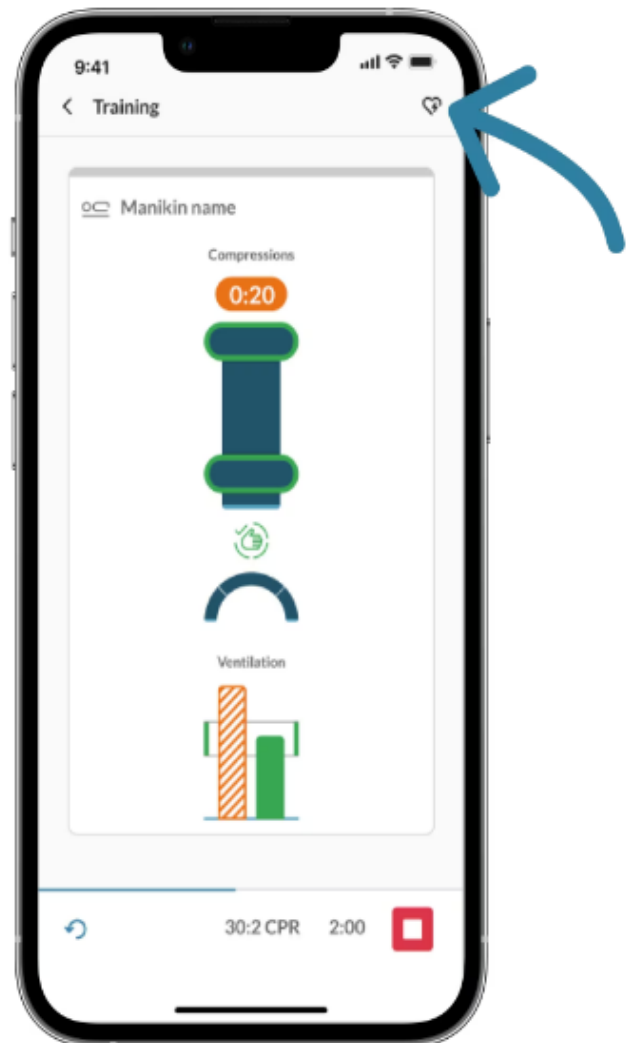 9:41
Training
Manikin name
Compressions
0:20
Ventilation
30:2 CPR 2:00